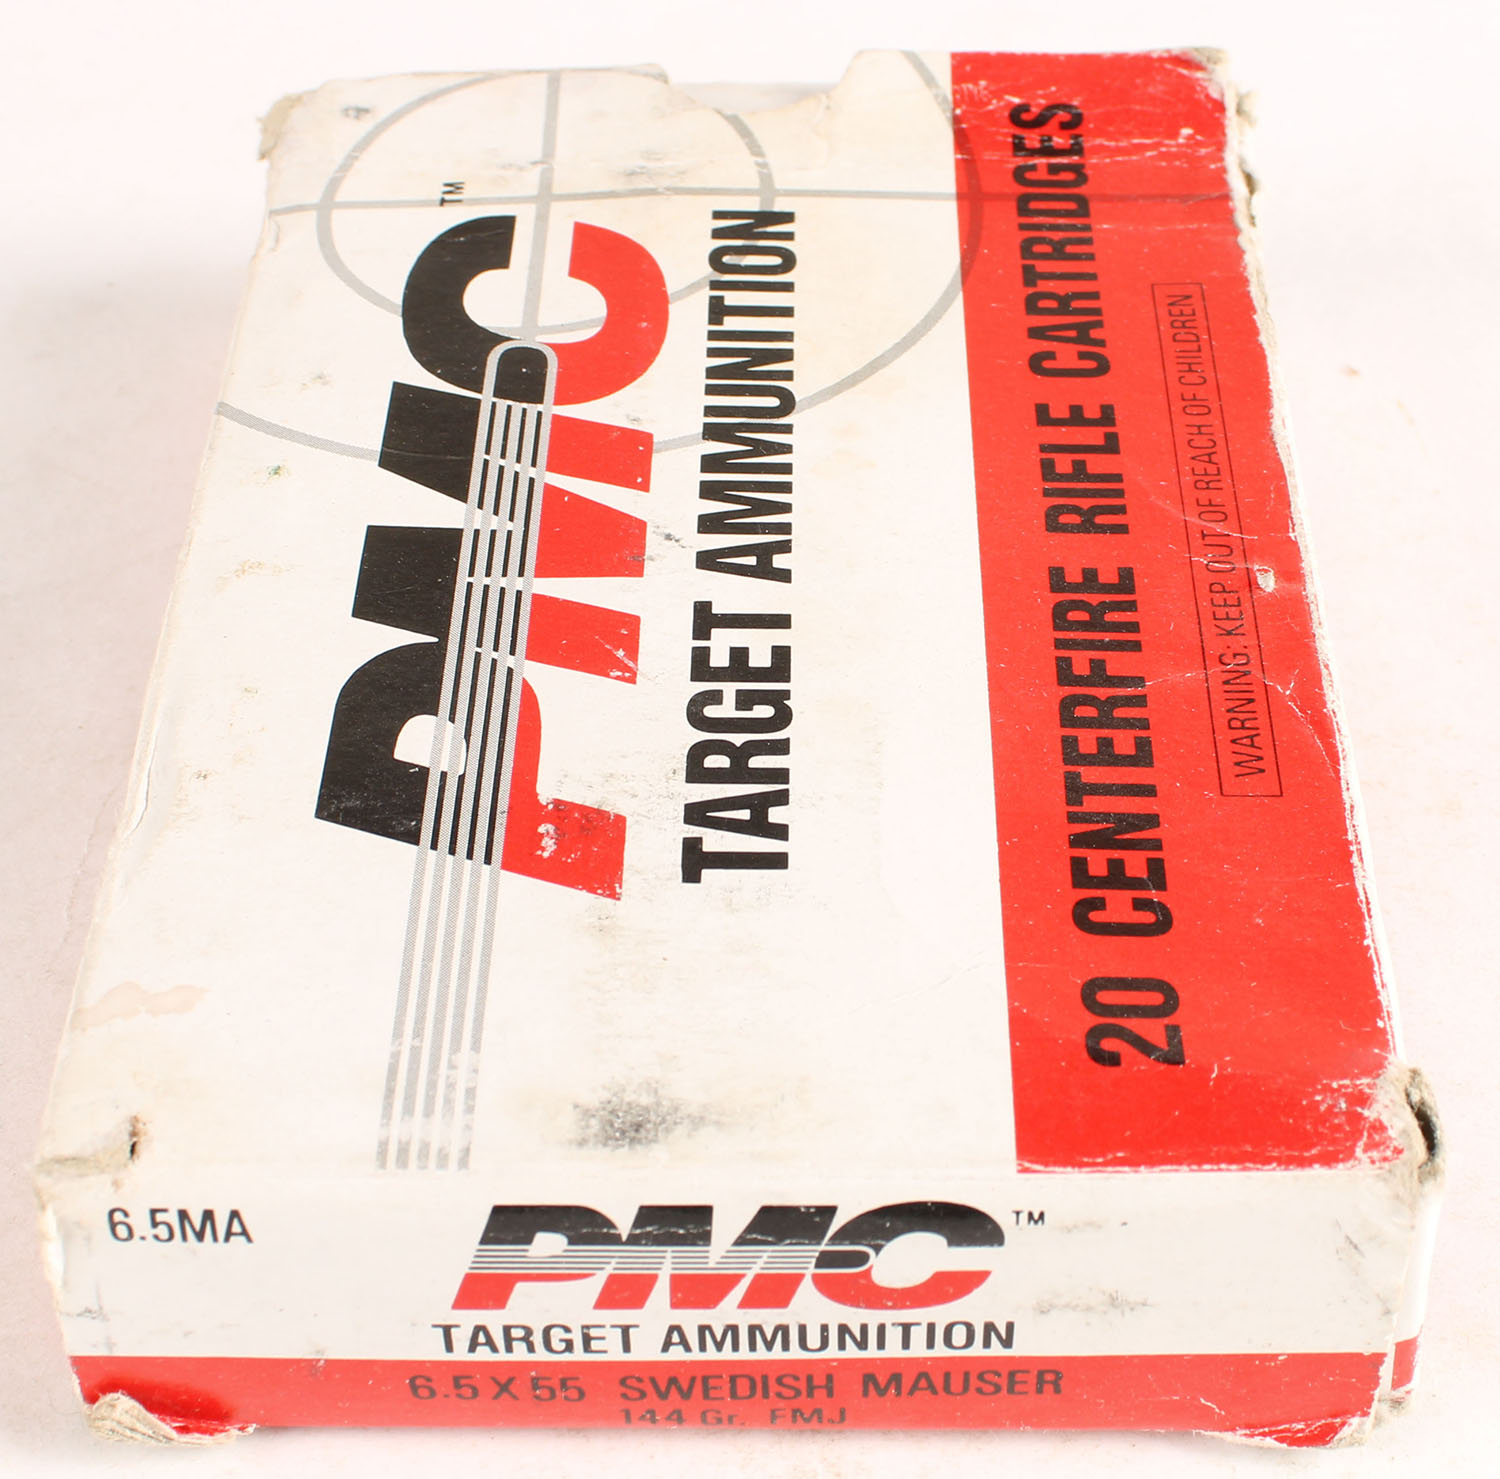 PMC™
TARGET AMMUNITION
20 CENTERFIRE RIFLE CARTRIDGES
WARNING: KEEP OUT OF REACH OF CHILDREN
6.5MA
PMC™
TARGET AMMUNITION
6.5 X 55 SWEDISH MAUSER
144 Gr. FMJ